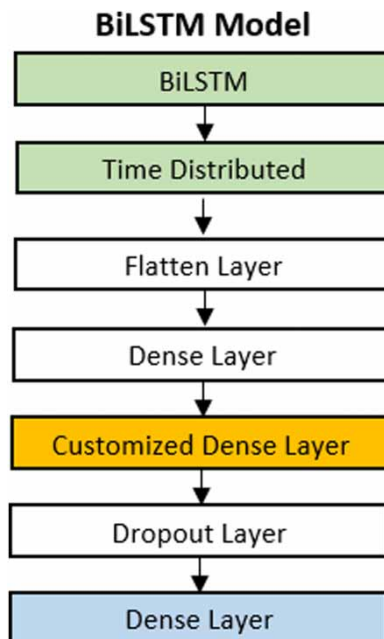 BiLSTM Model
BiLSTM
Time Distributed
Flatten Layer
Dense Layer
Customized Dense Layer
Dropout Layer
Dense Layer